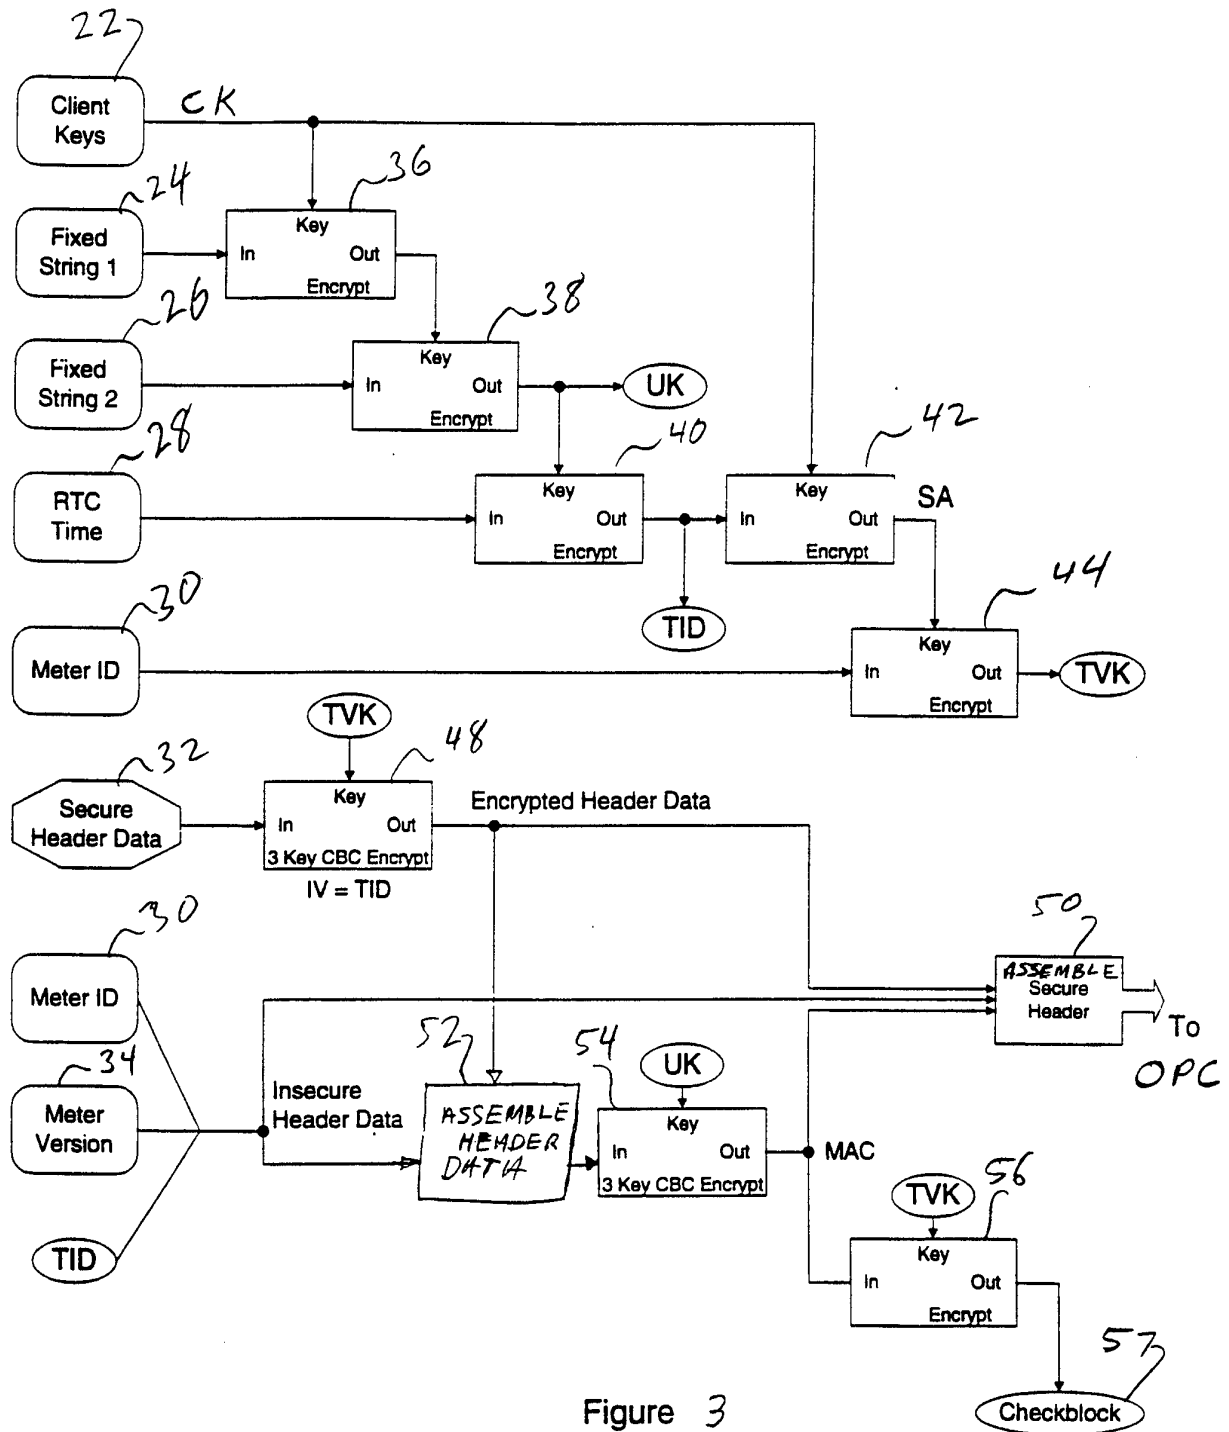 22
Client
Keys
CK
24
36
Fixed
String 1
Key
In
Out
Encrypt
26
38
Fixed
String 2
Key
In
Out
Encrypt
UK
28
40
42
RTC
Time
Key
In
Out
Encrypt
Key
In
Out
Encrypt
SA
TID
30
44
Meter ID
Key
In
Out
Encrypt
TVK
TVK
32
48
Secure
Header Data
Key
In
Out
3 Key CBC Encrypt
IV = TID
Encrypted Header Data
30
Meter ID
50
ASSEMBLE
Secure
Header
To
OPC
34
Meter
Version
Insecure
Header Data
52
ASSEMBLE
HEADER
DATA
54
UK
Key
In
Out
3 Key CBC Encrypt
MAC
TID
TVK
56
Key
In
Out
Encrypt
57
Checkblock
Figure 3